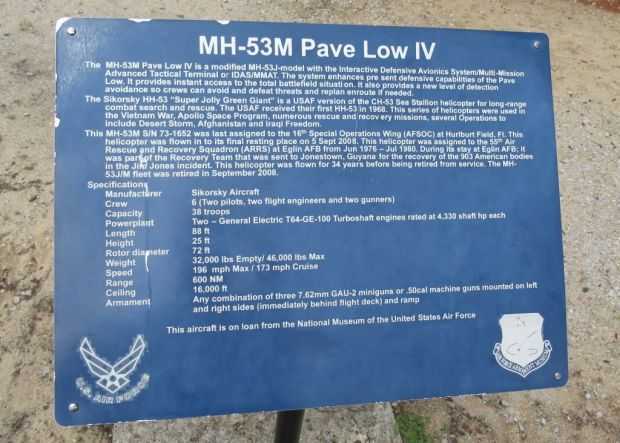 MH-53M Pave Low IV
The MH-53M Pave Low IV is a modified MH-53J-model with the Interactive Defensive Avionics System/Multi-Mission
Advanced Tactical Terminal or IDAS/MMAT. The system enhances pre sent defensive capabilities of the Pave
Low. It provides instant access to the total battlefield situation. It also provides a new level of detection
avoidance so crews can avoid and defeat threats and replan enroute if needed.
The Sikorsky HH-53 "Super Jolly Green Giant" is a USAF version of the CH-53 Sea Stallion helicopter for long-range
combat search and rescue. The USAF received their first HH-53 in 1968. This series of helicopters were used in
the Vietnam War, Apollo Space Program, numerous rescue and recovery missions, several Operations to
include Desert Storm, Afghanistan and Iraqi Freedom.
This MH-53M S/N 73-1652 was last assigned to the 16th Special Operations Wing (AFSOC) at Hurlburt Field, Fl. This
helicopter was flown in to its final resting place on 5 Sept 2008. This helicopter was assigned to the 55th Air
Rescue and Recovery Squadron (ARRS) at Eglin AFB from Jun 1976 – Jul 1980. During its stay at Eglin AFB; it
was part of the Recovery Team that was sent to Jonestown, Guyana for the recovery of the 903 American bodies
in the Jim Jones incident. This helicopter was flown for 34 years before being retired from service. The MH-
53J/M fleet was retired in September 2008.
Specifications
Manufacturer Sikorsky Aircraft
Crew 6 (Two pilots, two flight engineers and two gunners)
Capacity 38 troops
Powerplant Two – General Electric T64-GE-100 Turboshaft engines rated at 4,330 shaft hp each
Length 88 ft
Height 25 ft
Rotor diameter 72 ft
Weight 32,000 lbs Empty/ 46,000 lbs Max
Speed 196 mph Max / 173 mph Cruise
Range 600 NM
Ceiling 16,000 ft
Armament Any combination of three 7.62mm GAU-2 miniguns or .50cal machine guns mounted on left
and right sides (immediately behind flight deck) and ramp
This aircraft is on loan from the National Museum of the United States Air Force
U.S. AIR FORCE
AIR FORCE ARMAMENT MUSEUM